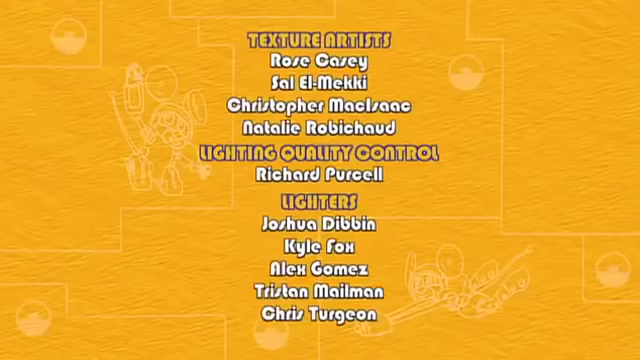 TEXTURE ARTISTS
Rose Casey
Sal El-Mekki
Christopher MacIsaac
Natalie Robichaud
LIGHTING QUALITY CONTROL
Richard Purcell
LIGHTERS
Joshua Dibbin
Kyle Fox
Alex Gomez
Tristan Mailman
Chris Turgeon